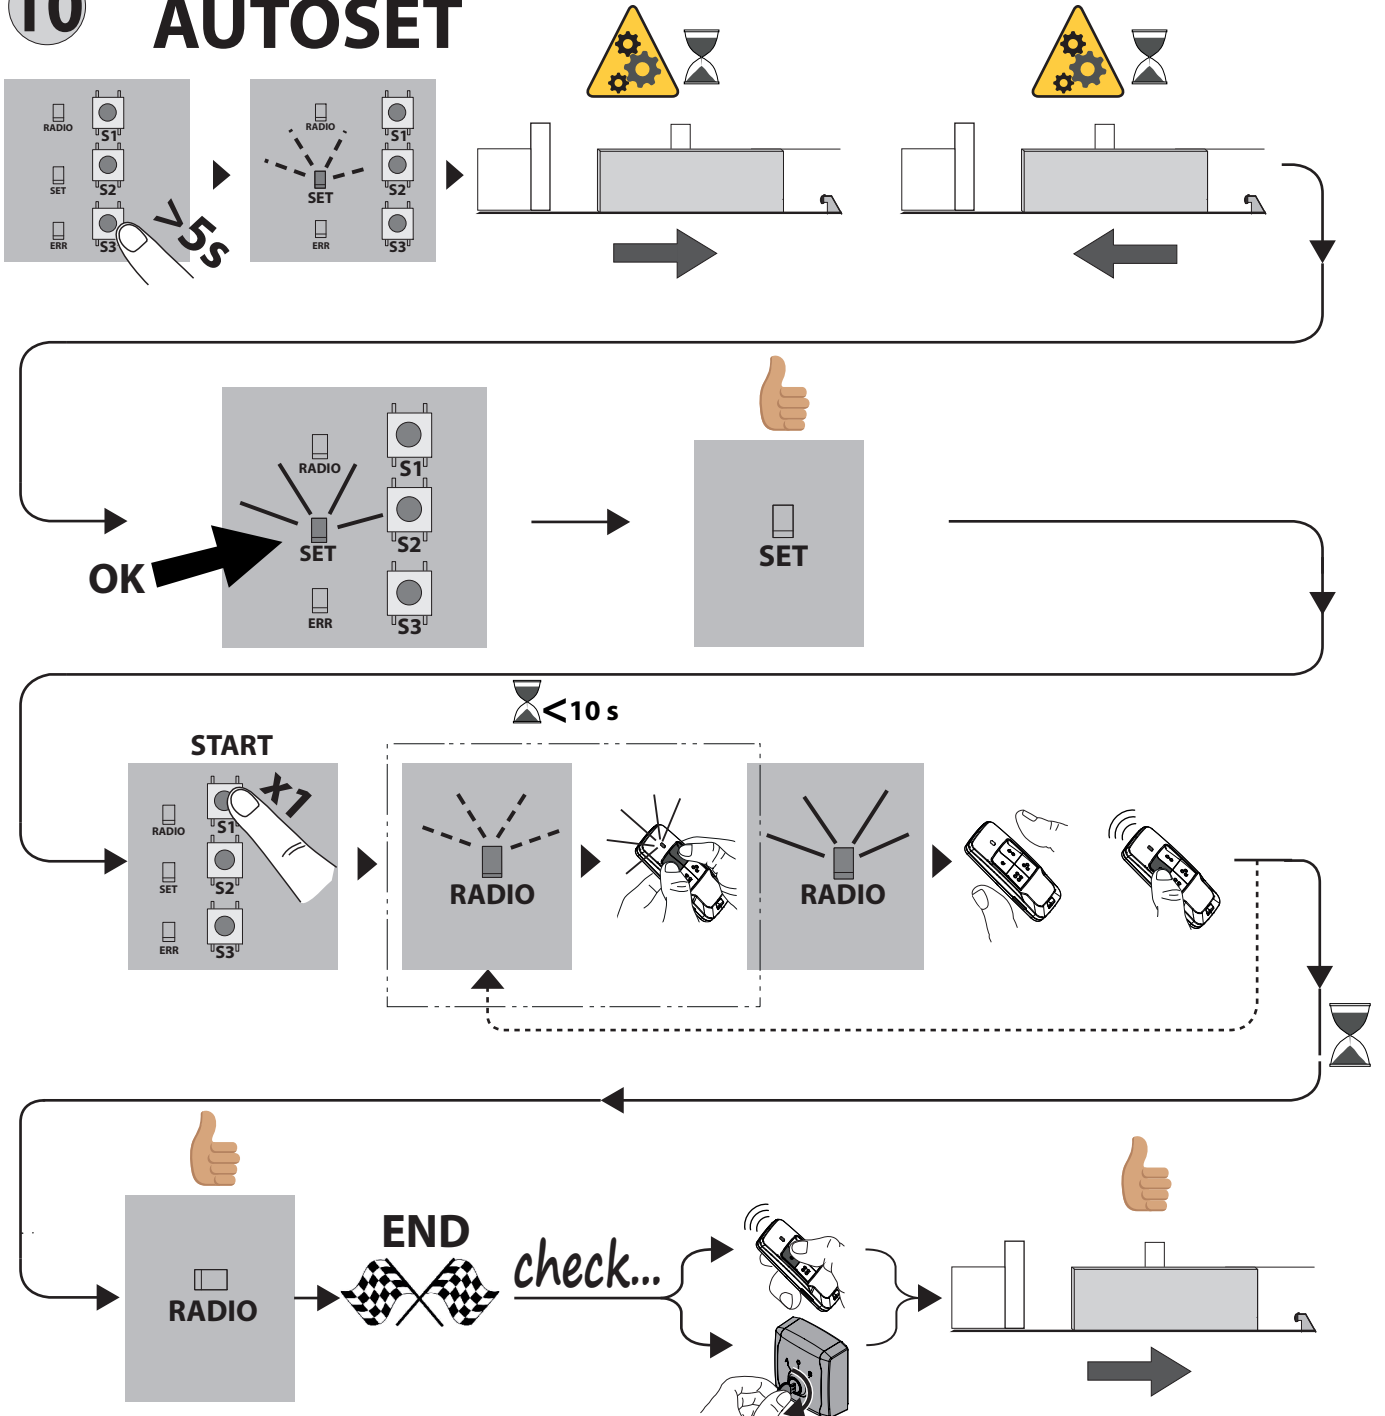 10 AUTOSET
RADIO S1
SET S2
ERR S3
>5s
RADIO S1
SET S2
ERR S3
RADIO S1
SET S2
ERR S3
OK
SET
<10 s
START
x1
RADIO S1
SET S2
ERR S3
RADIO
RADIO
RADIO
END
check...